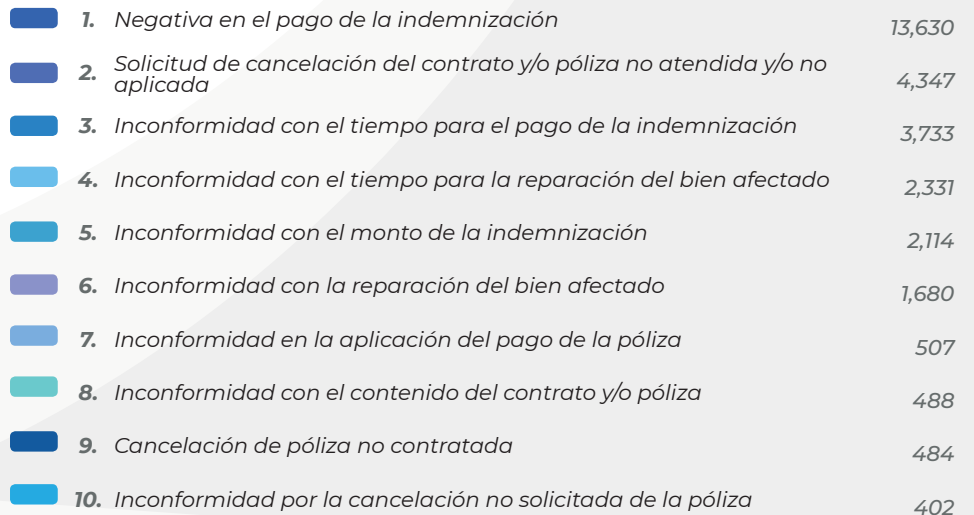 1. Negativa en el pago de la indemnización 13,630
2. Solicitud de cancelación del contrato y/o póliza no atendida y/o no
aplicada 4,347
3. Inconformidad con el tiempo para el pago de la indemnización 3,733
4. Inconformidad con el tiempo para la reparación del bien afectado 2,331
5. Inconformidad con el monto de la indemnización 2,114
6. Inconformidad con la reparación del bien afectado 1,680
7. Inconformidad en la aplicación del pago de la póliza 507
8. Inconformidad con el contenido del contrato y/o póliza 488
9. Cancelación de póliza no contratada 484
10. Inconformidad por la cancelación no solicitada de la póliza 402